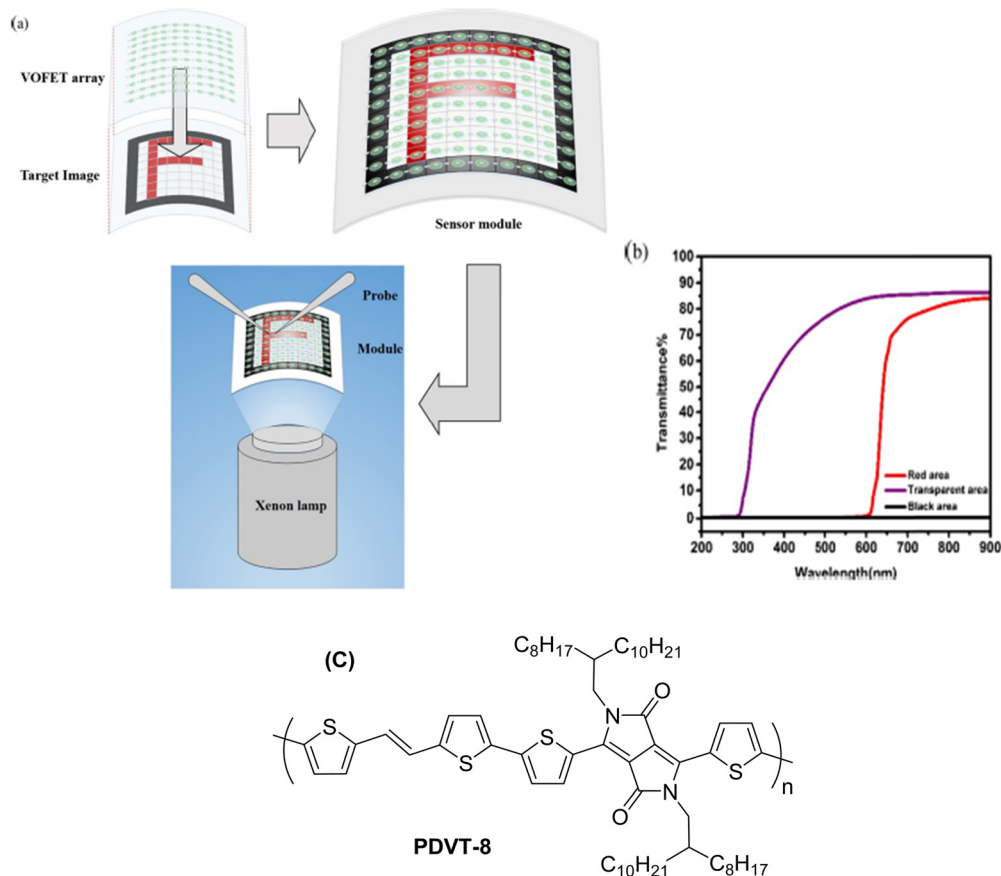 (a)
VOFET array
Target Image
Sensor module
Probe
Module
Xenon lamp
(b)
100
90
80
70
60
50
40
30
20
10
0
Transmittance%
Red area
Transparent area
Black area
200 300 400 500 600 700 800 900
Wavelength(nm)
(C)
C8H17 C10H21
N O
S S S S
n
O N
PDVT-8
C10H21 C8H17